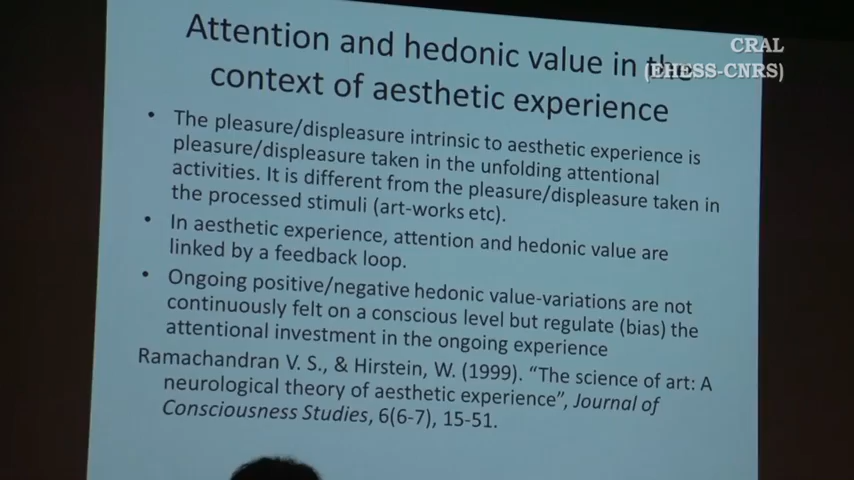 Attention and hedonic value in the
context of aesthetic experience
CRAL
(EHESS-CNRS)
• The pleasure/displeasure intrinsic to aesthetic experience is
pleasure/displeasure taken in the unfolding attentional
activities. It is different from the pleasure/displeasure taken in
the processed stimuli (art-works etc).
• In aesthetic experience, attention and hedonic value are
linked by a feedback loop.
• Ongoing positive/negative hedonic value-variations are not
continuously felt on a conscious level but regulate (bias) the
attentional investment in the ongoing experience
Ramachandran V. S., & Hirstein, W. (1999). “The science of art: A
neurological theory of aesthetic experience”, Journal of
Consciousness Studies, 6(6-7), 15-51.